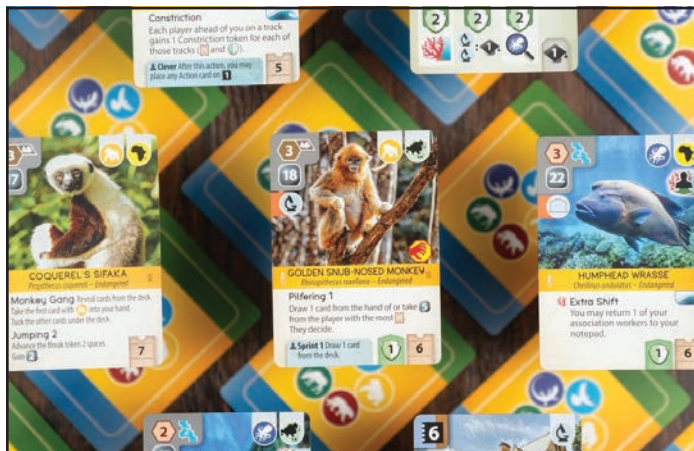 Constriction
Each player ahead of you on a track
gains 1 Constriction token for each of
those tracks ( and ).
Clever After this action, you may
place any Action card on 1.
5
2 2 2
1
1
3
17
COQUEREL'S SIFAKA
Propithecus coquereli – Endangered
Monkey Gang Reveal cards from the deck.
Take the first card with into your hand.
Tuck the other cards under the deck.
Jumping 2
Advance the Break token 2 spaces.
Gain 2.
7
3
18
GOLDEN SNUB-NOSED MONKEY
Rhinopithecus roxellana – Endangered
Pilfering 1
Draw 1 card from the hand of or take 5
from the player with the most .
They decide.
Sprint 1 Draw 1 card
from the deck.
1
6
3
22
HUMPHEAD WRASSE
Cheilinus undulatus – Endangered
Extra Shift
You may return 1 of your
association workers to your
notepad.
1
6
2
6